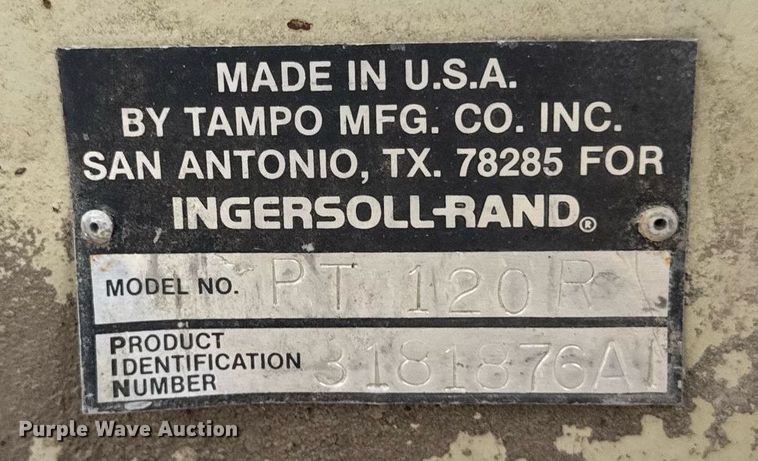 MADE IN U.S.A.
BY TAMPO MFG. CO. INC.
SAN ANTONIO, TX. 78285 FOR
INGERSOLL-RAND®
MODEL NO. PT 120R
PRODUCT
IDENTIFICATION
NUMBER 3181876A
Purple Wave Auction